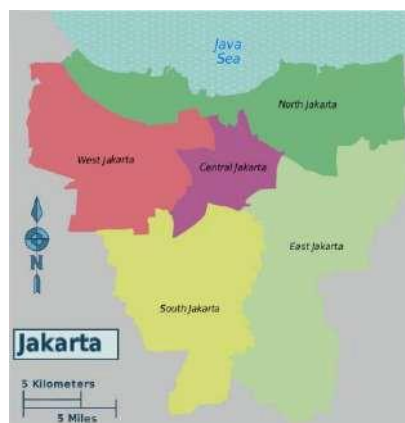 Java
Sea
North Jakarta
West Jakarta
Central Jakarta
East Jakarta
N
South Jakarta
Jakarta
5 Kilometers
5 Miles